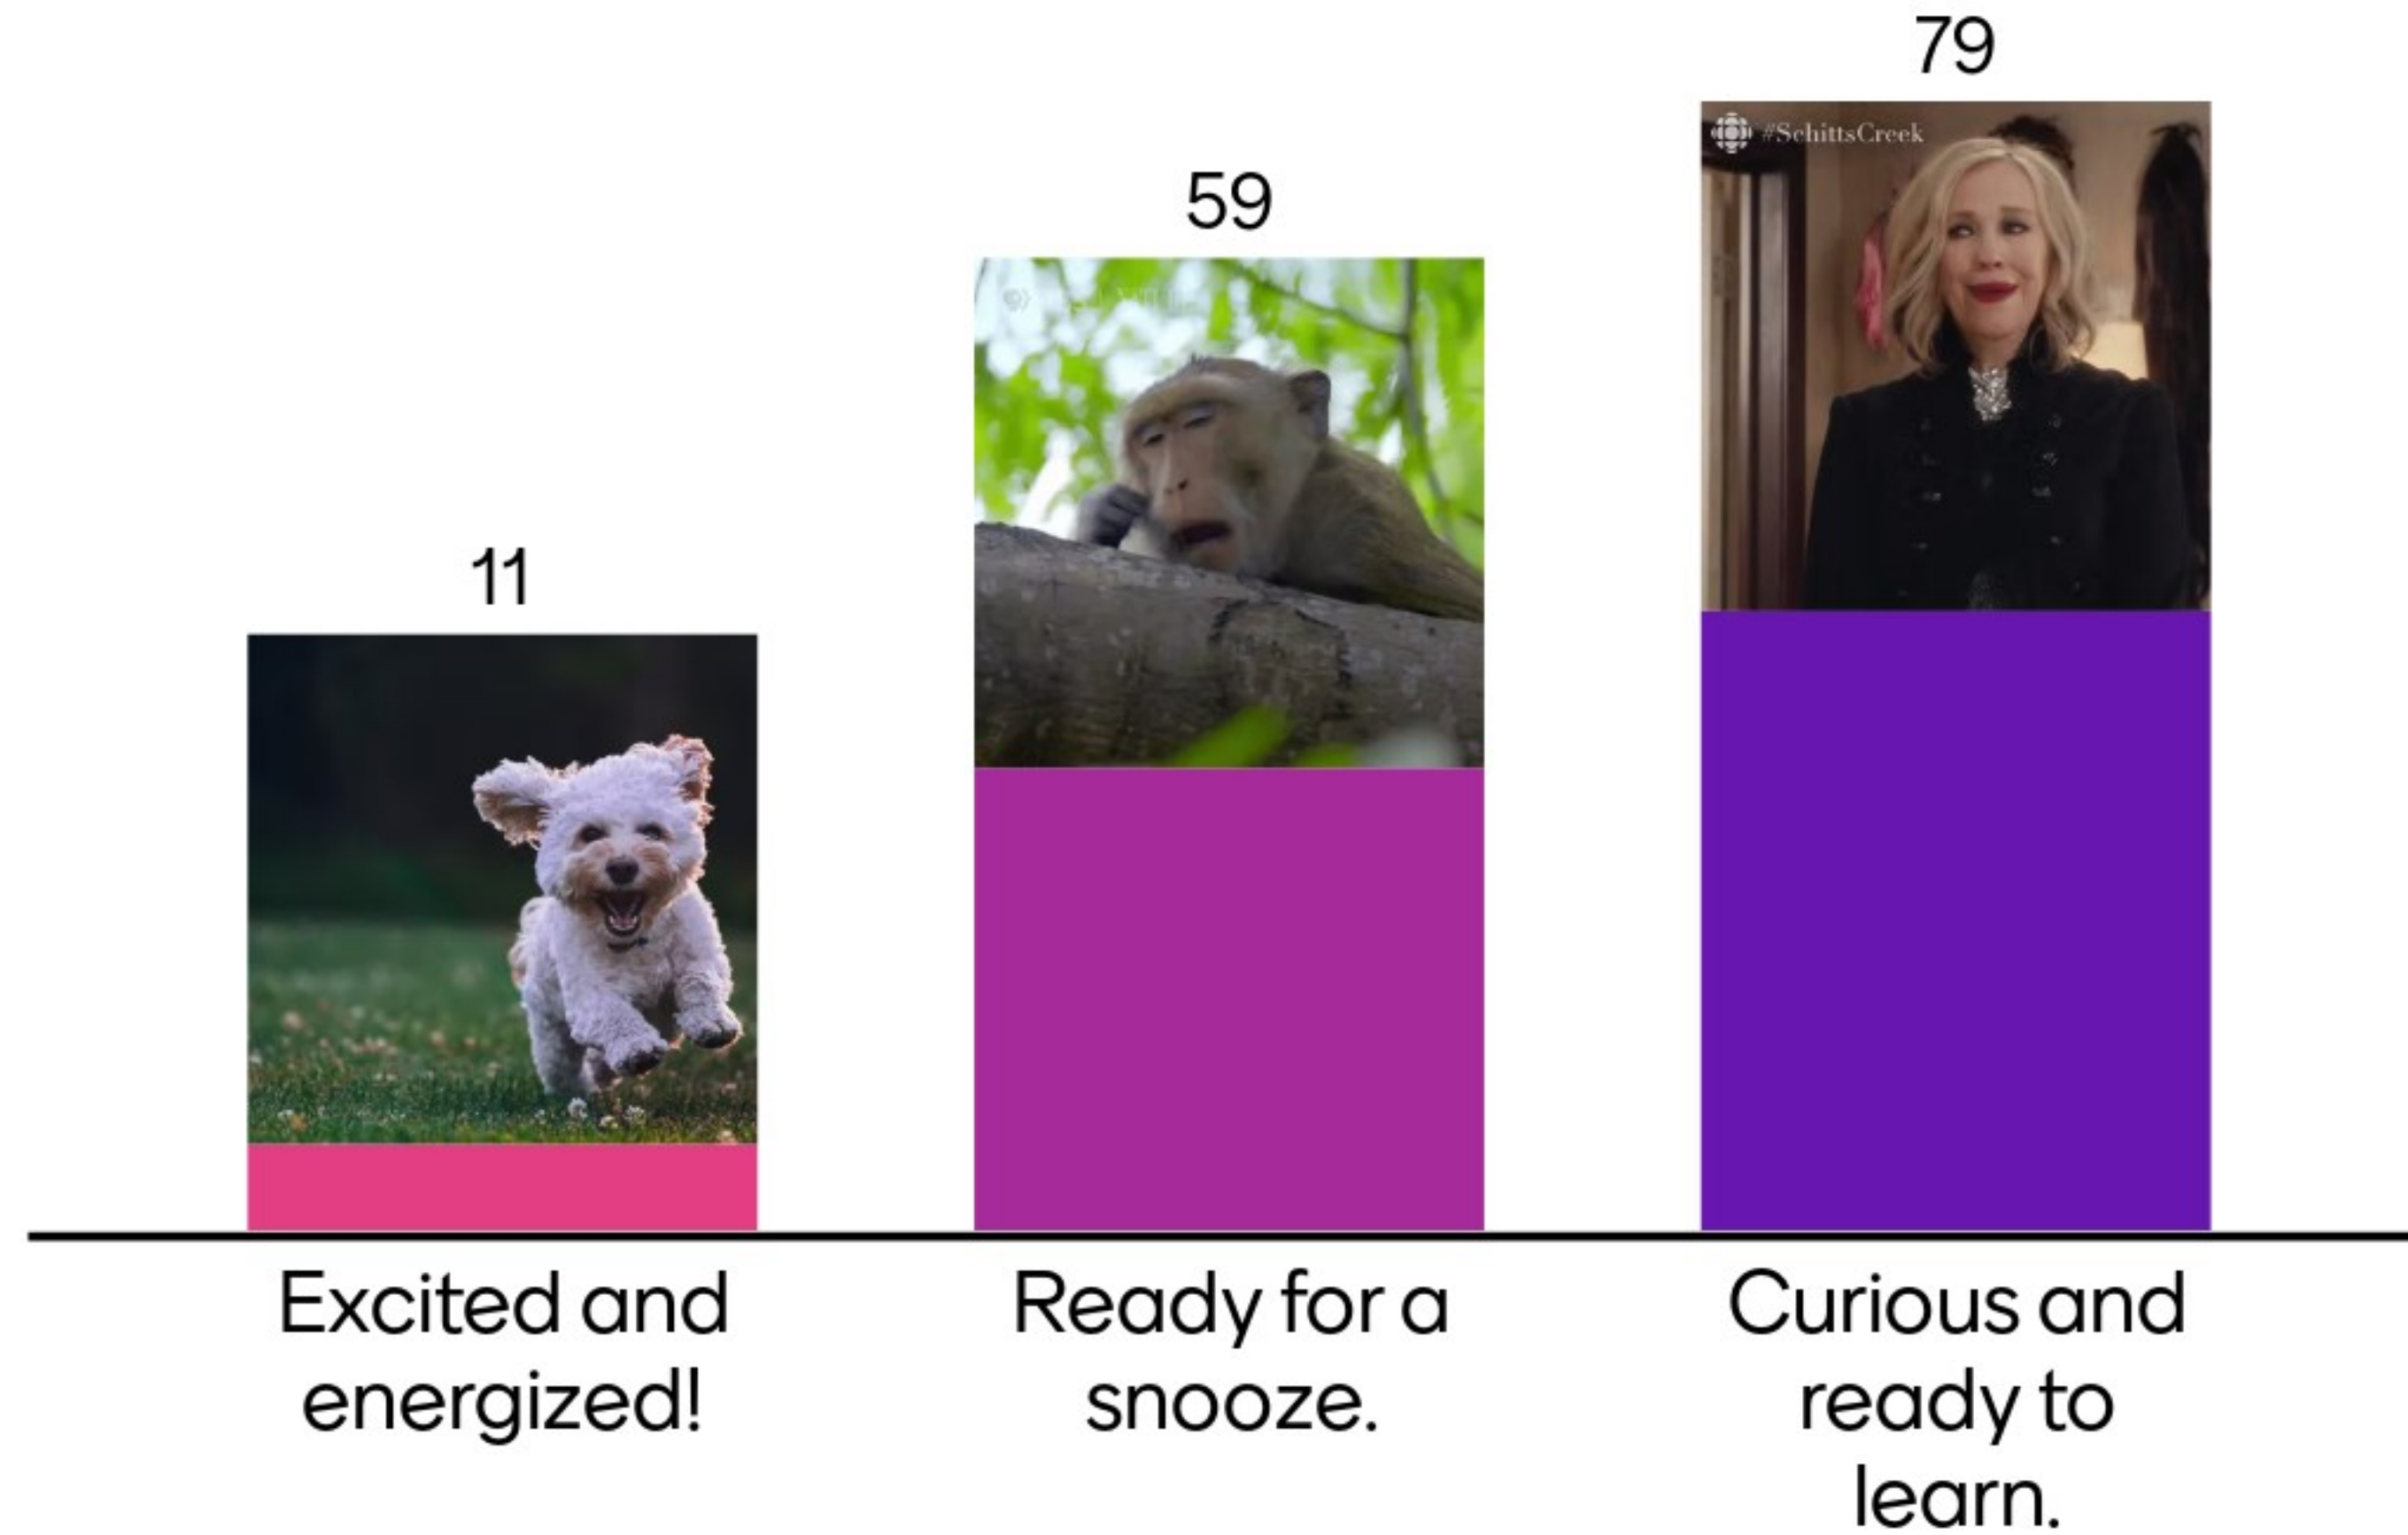 11
59
79
#SchittsCreek
Excited and
energized!
Ready for a
snooze.
Curious and
ready to
learn.